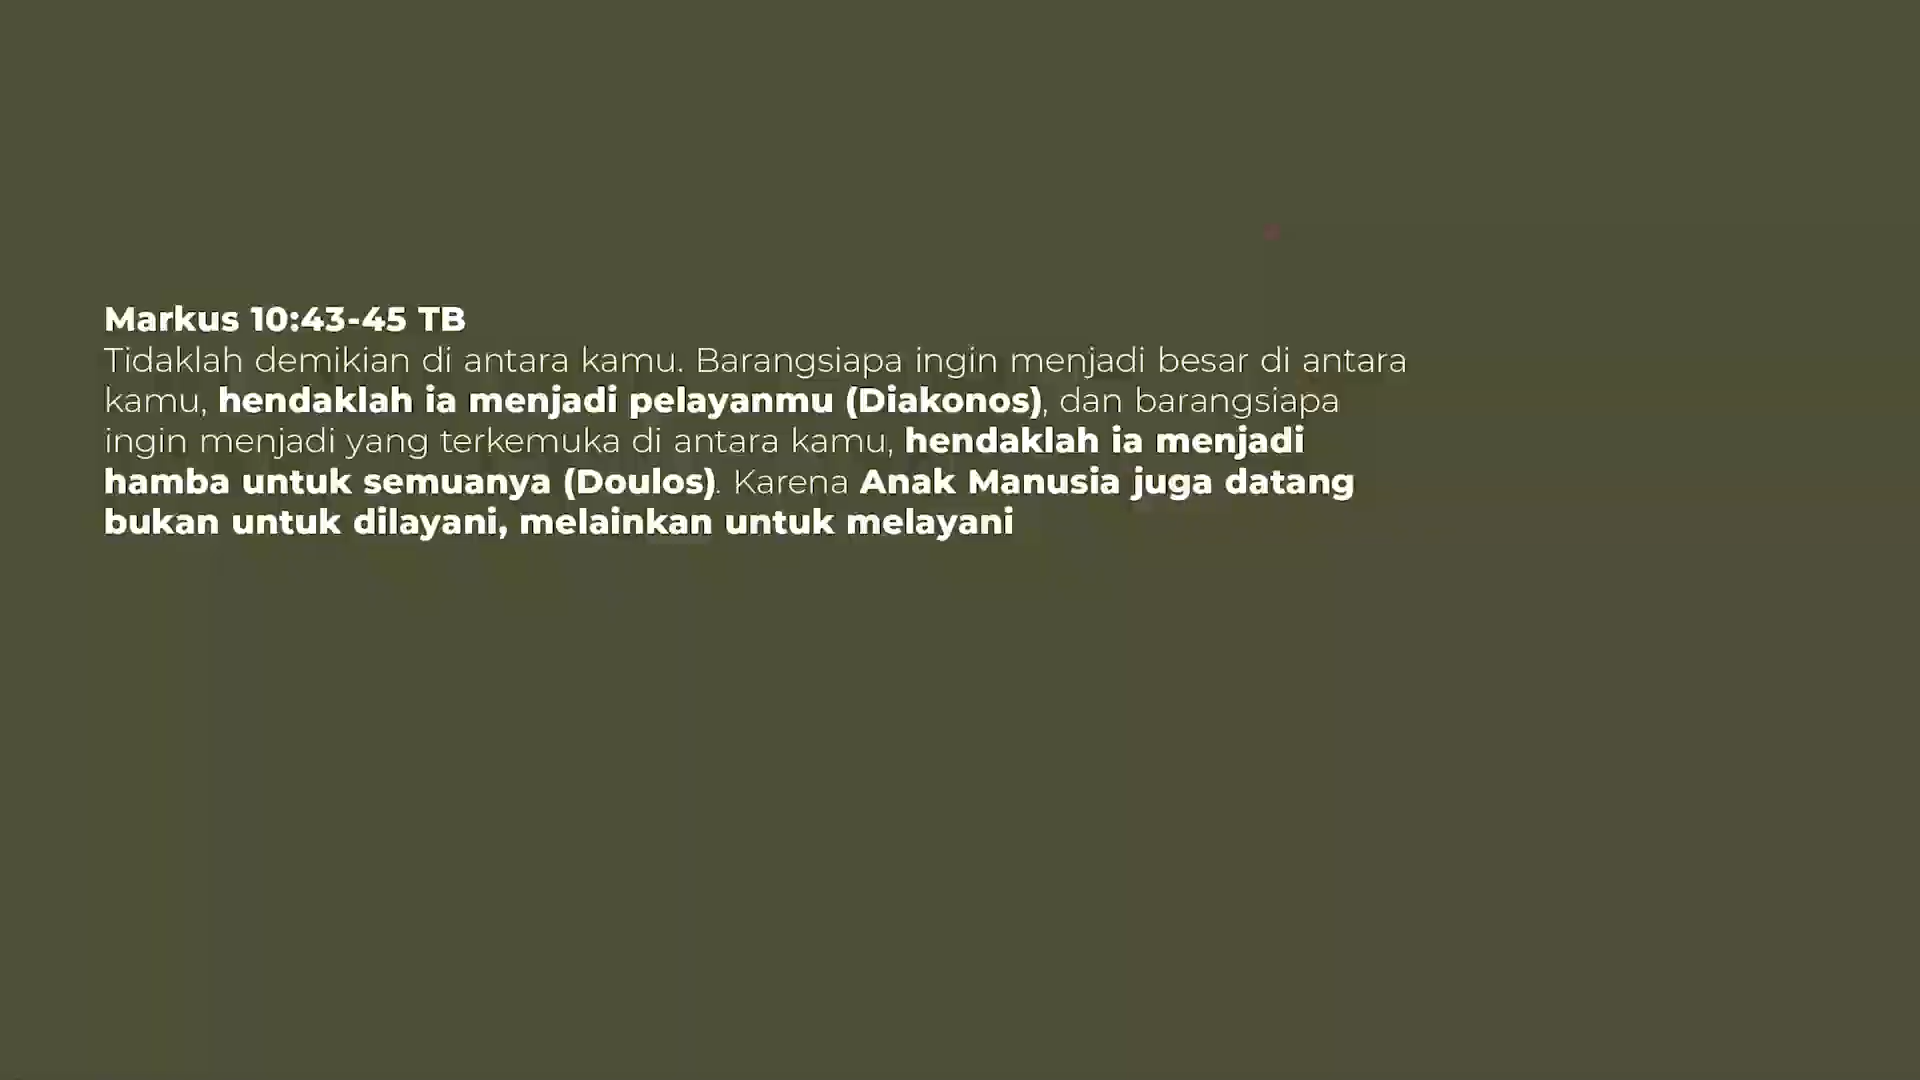 Markus 10:43-45 TB
Tidaklah demikian di antara kamu. Barangsiapa ingin menjadi besar di antara
kamu, hendaklah ia menjadi pelayanmu (Diakonos), dan barangsiapa
ingin menjadi yang terkemuka di antara kamu, hendaklah ia menjadi
hamba untuk semuanya (Doulos). Karena Anak Manusia juga datang
bukan untuk dilayani, melainkan untuk melayani